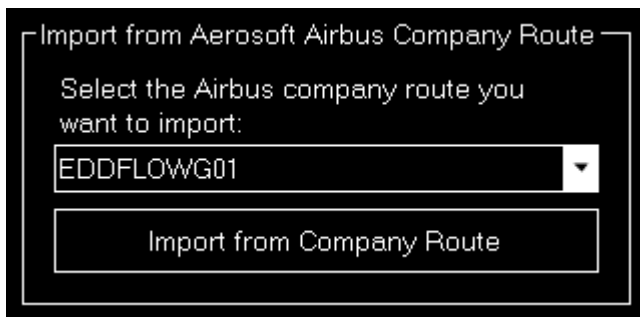 Import from Aerosoft Airbus Company Route
Select the Airbus company route you
want to import:
EDDFLOWG01
Import from Company Route